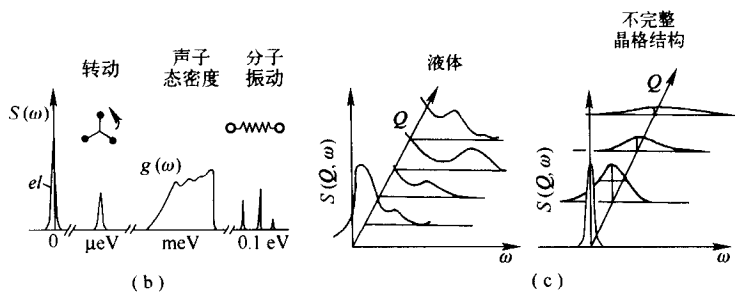 转动
声子
态密度
分子
振动
S(ω)
el
g(ω)
0
μeV
meV
0.1 eV
(b)
液体
Q
S(Q, ω)
ω
不完整
晶格结构
Q
S(Q, ω)
ω
(c)